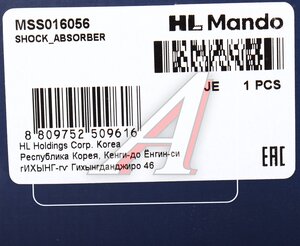 MSS016056
SHOCK_ABSORBER
HL Mando
JE 1 PCS
8 809752 509616
HL Holdings Corp. Korea
Республика Корея, Кенги-до Ёнгин-си
гИХЫНГ-гу Гихынгданджиро 46
EAC